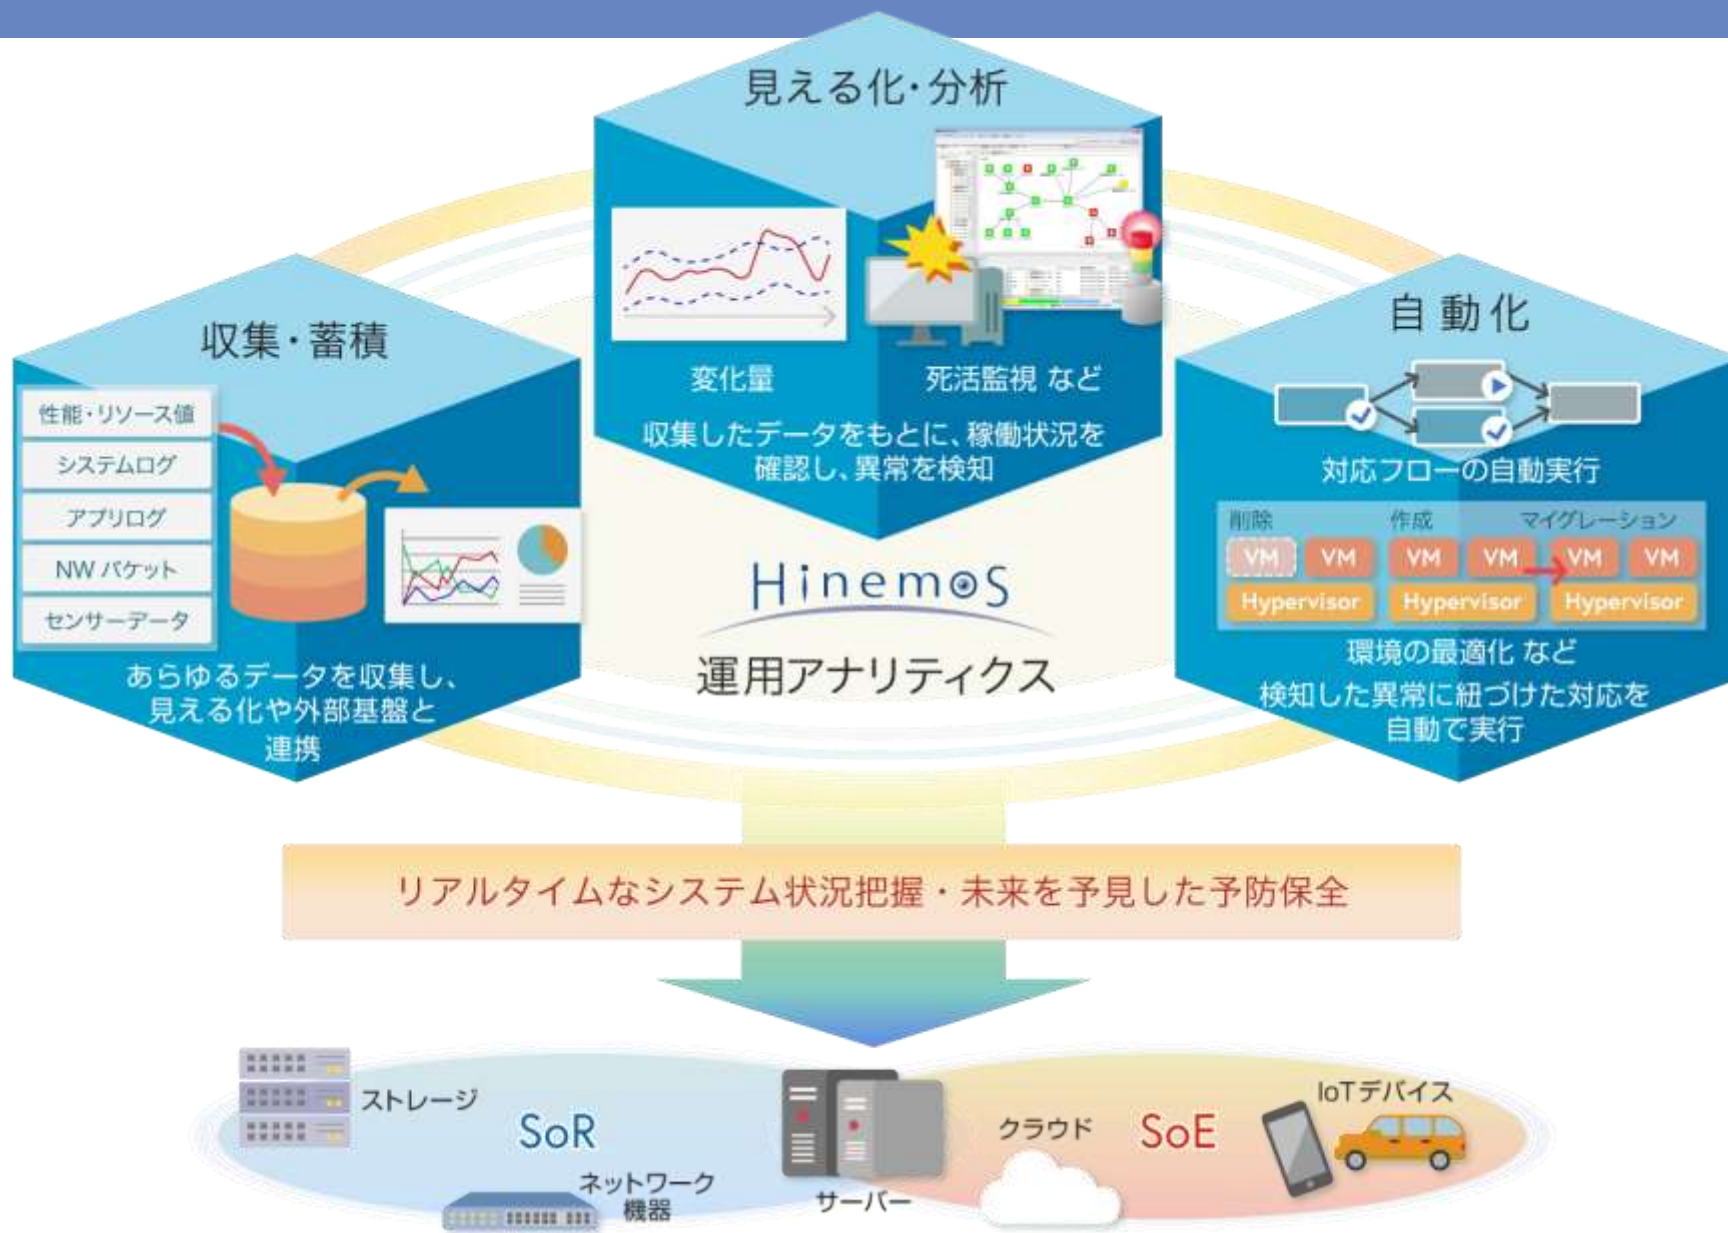 見える化・分析
変化量
死活監視 など
収集したデータをもとに、稼働状況を
確認し、異常を検知
収集・蓄積
性能・リソース値
システムログ
アプリログ
NW パケット
センサーデータ
あらゆるデータを収集し、
見える化や外部基盤と
連携
自動化
対応フローの自動実行
削除 作成 マイグレーション
VM VM VM VM VM VM
Hypervisor Hypervisor Hypervisor
環境の最適化 など
検知した異常に紐づけた対応を
自動で実行
Hinemos
運用アナリティクス
リアルタイムなシステム状況把握・未来を予見した予防保全
ストレージ
SoR
ネットワーク
機器
サーバー
クラウド
SoE
IoTデバイス